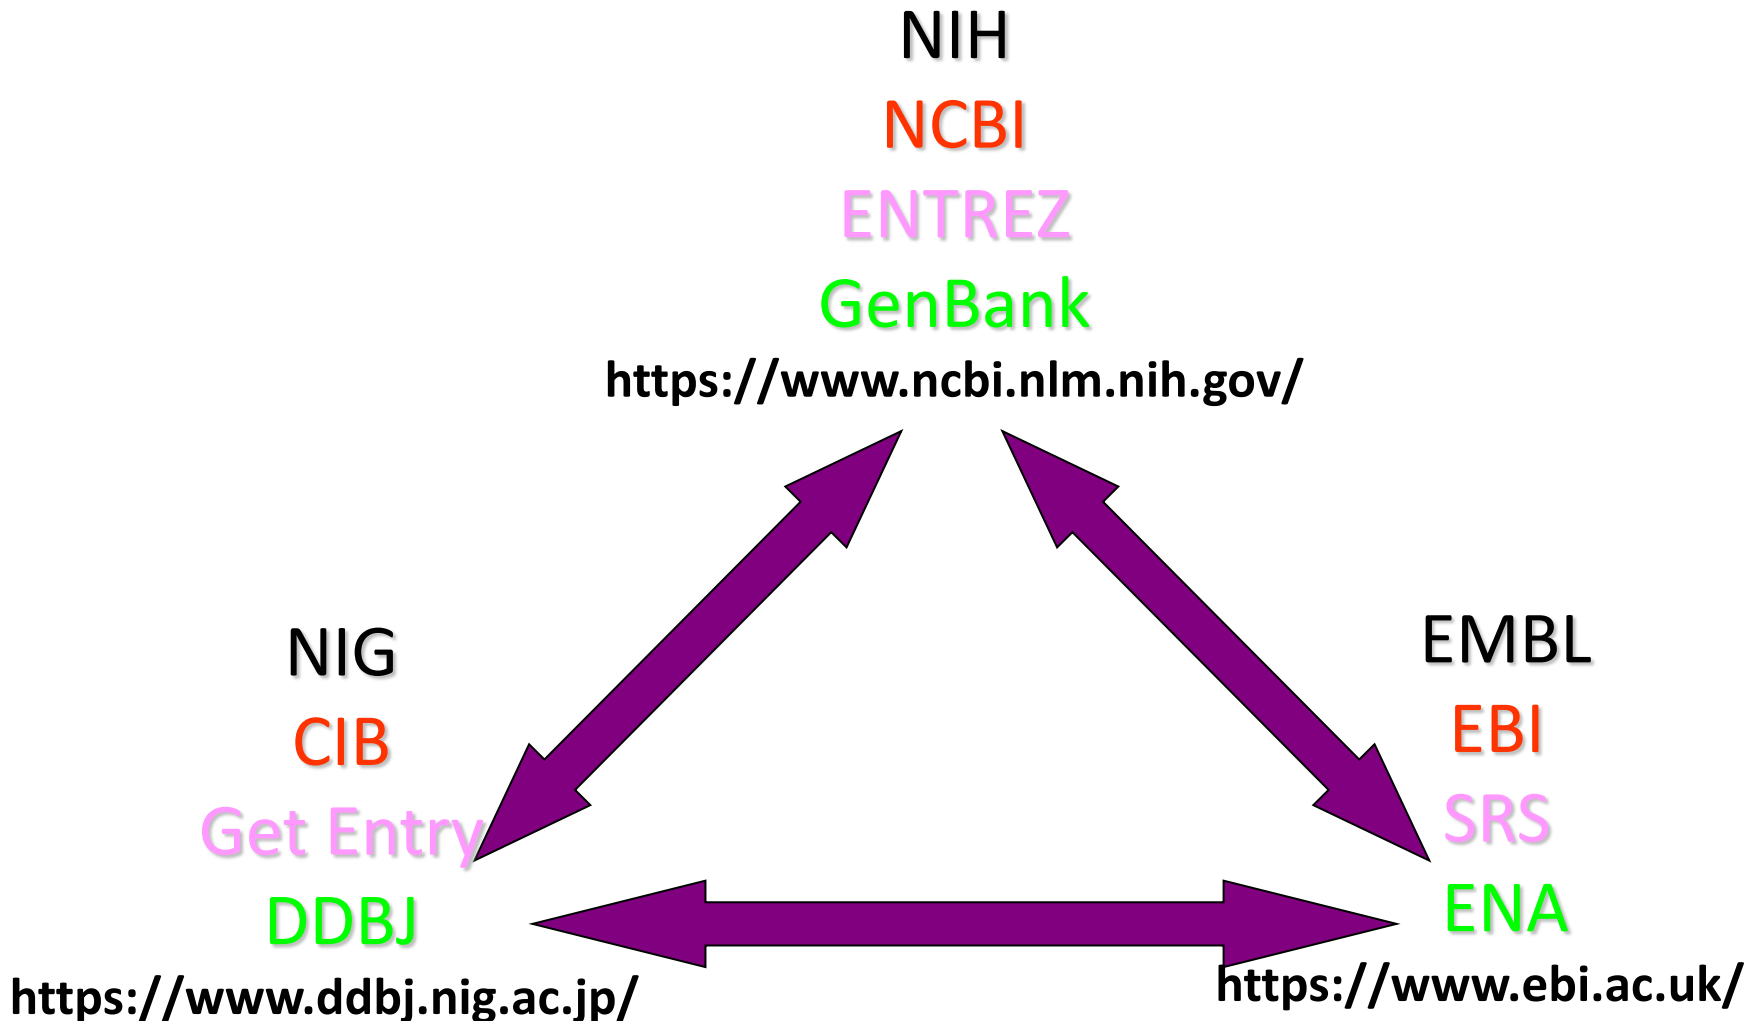 NIH
NCBI
ENTREZ
GenBank
https://www.ncbi.nlm.nih.gov/
NIG
CIB
Get Entry
DDBJ
https://www.ddbj.nig.ac.jp/
EMBL
EBI
SRS
ENA
https://www.ebi.ac.uk/